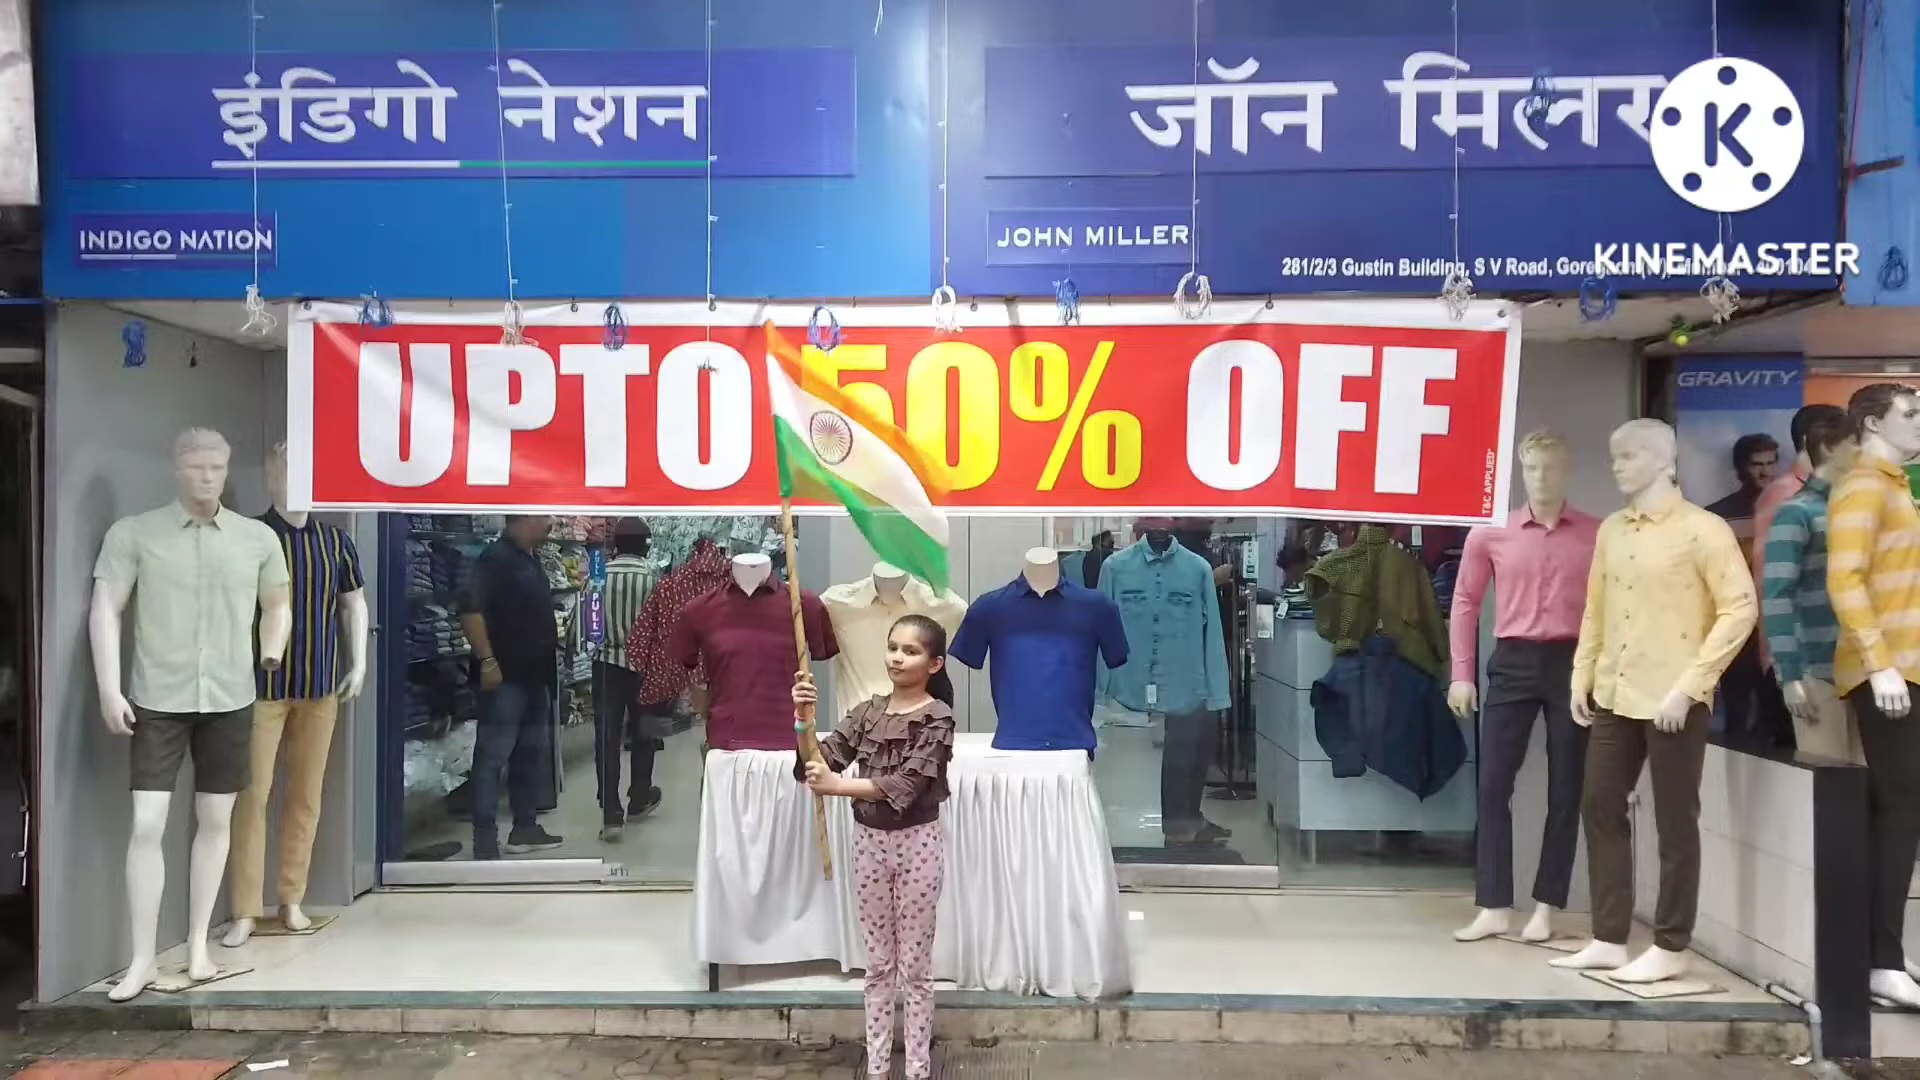 इंडिगो नेशन
जॉन मिलर
INDIGO NATION
JOHN MILLER
281/2/3 Gustin Building, S V Road,
KINEMASTER
UPTO 50% OFF
T&C APPLIED*
GRAVITY
PULL
PULL